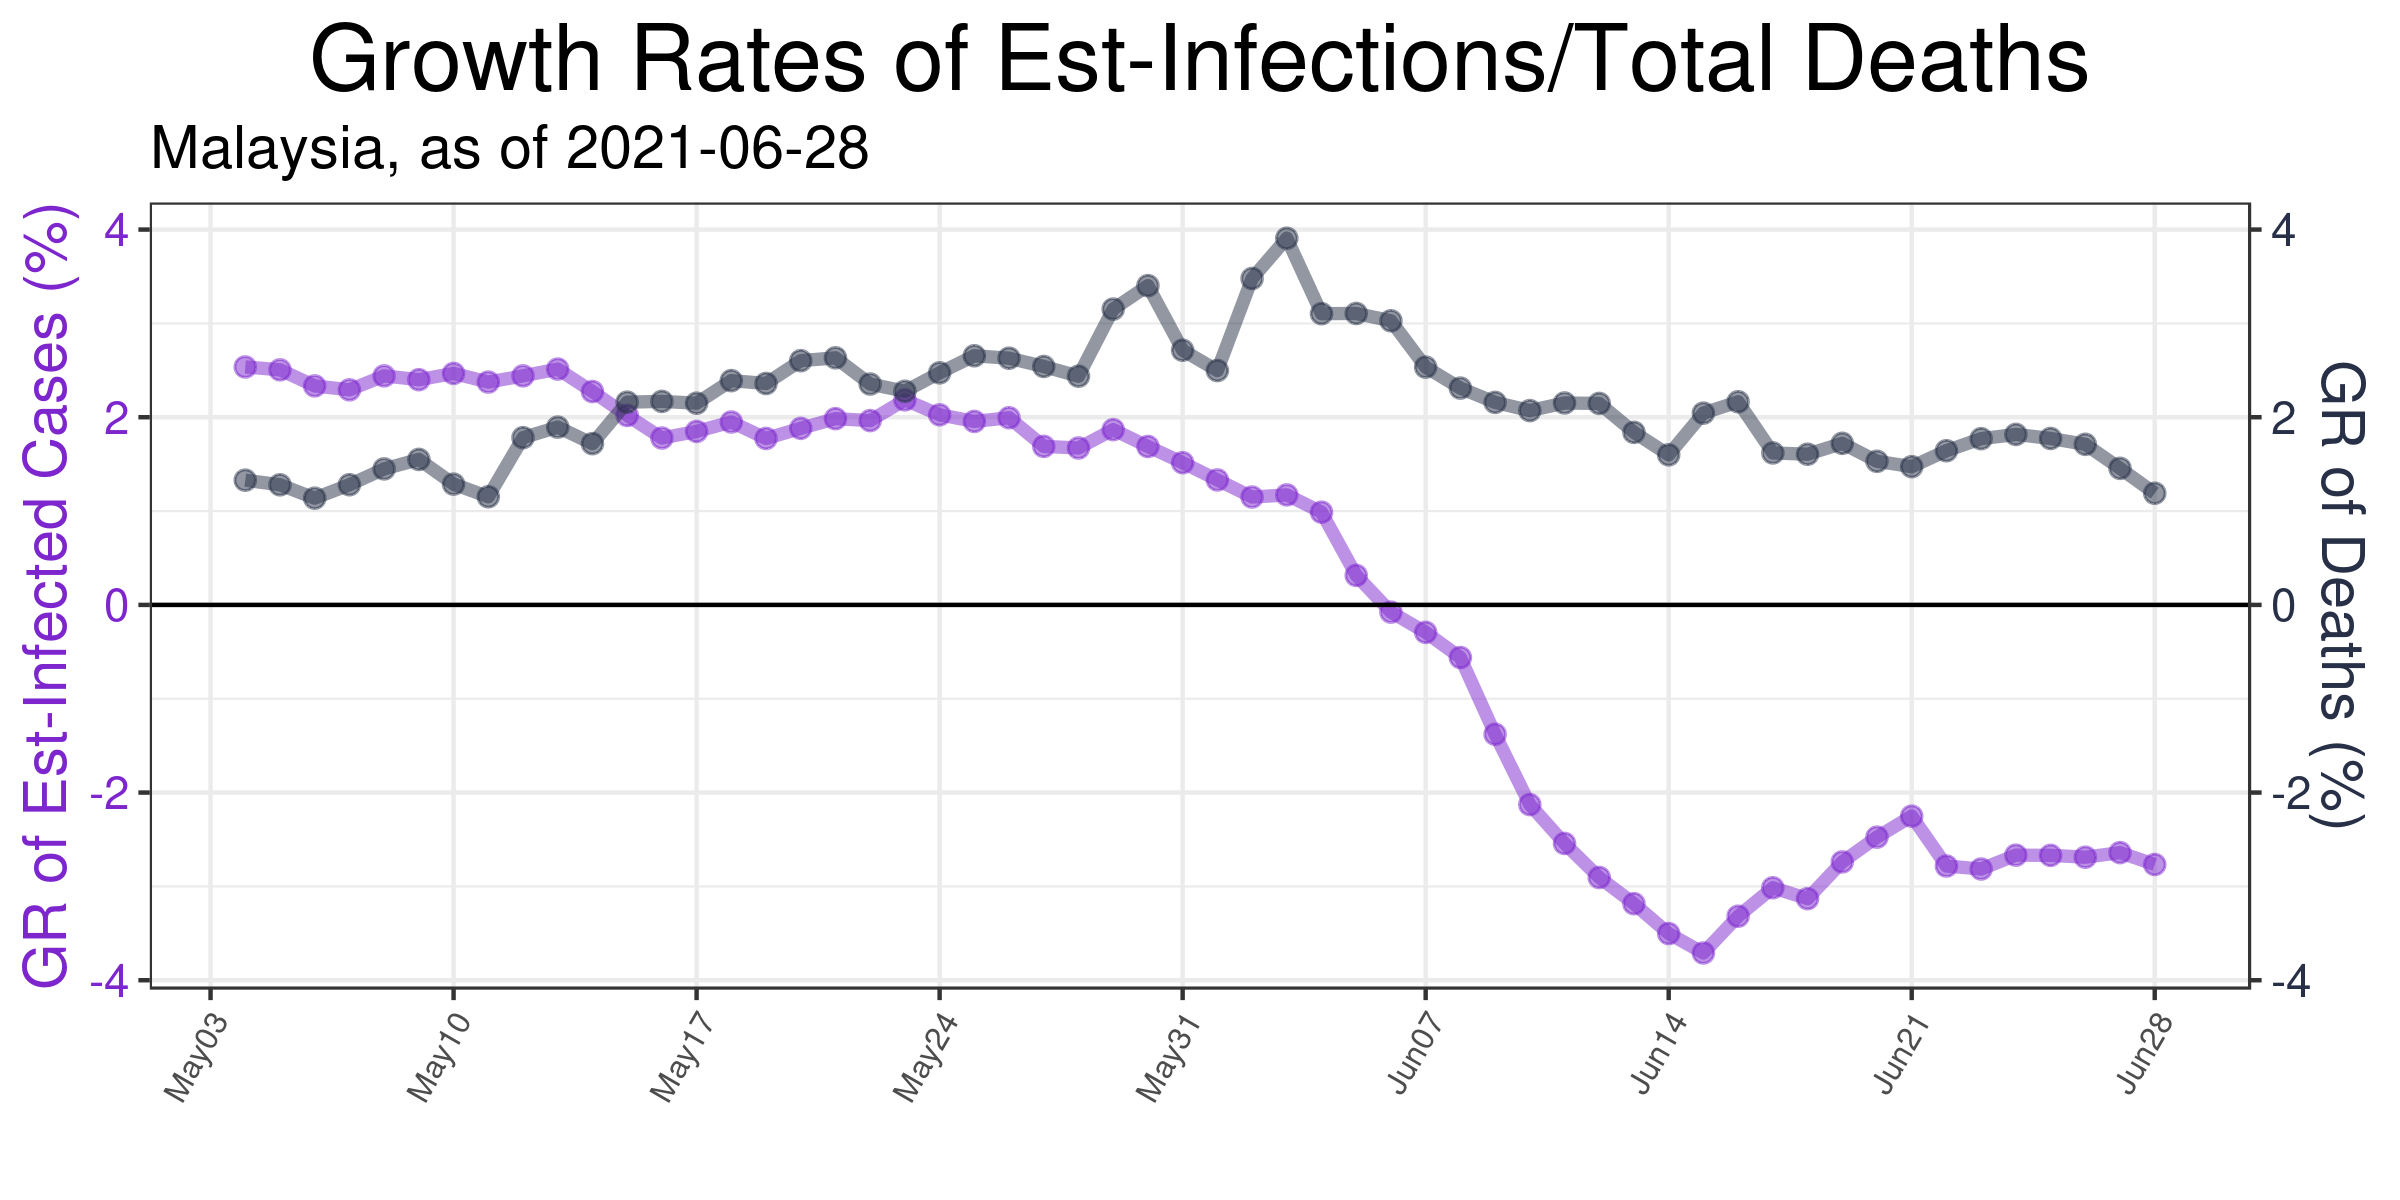 Growth Rates of Est-Infections/Total Deaths
Malaysia, as of 2021-06-28
GR of Est-Infected Cases (%)
4
2
0
-2
-4
4
2
0
-2
-4
GR of Deaths (%)
May03
May10
May17
May24
May31
Jun07
Jun14
Jun21
Jun28